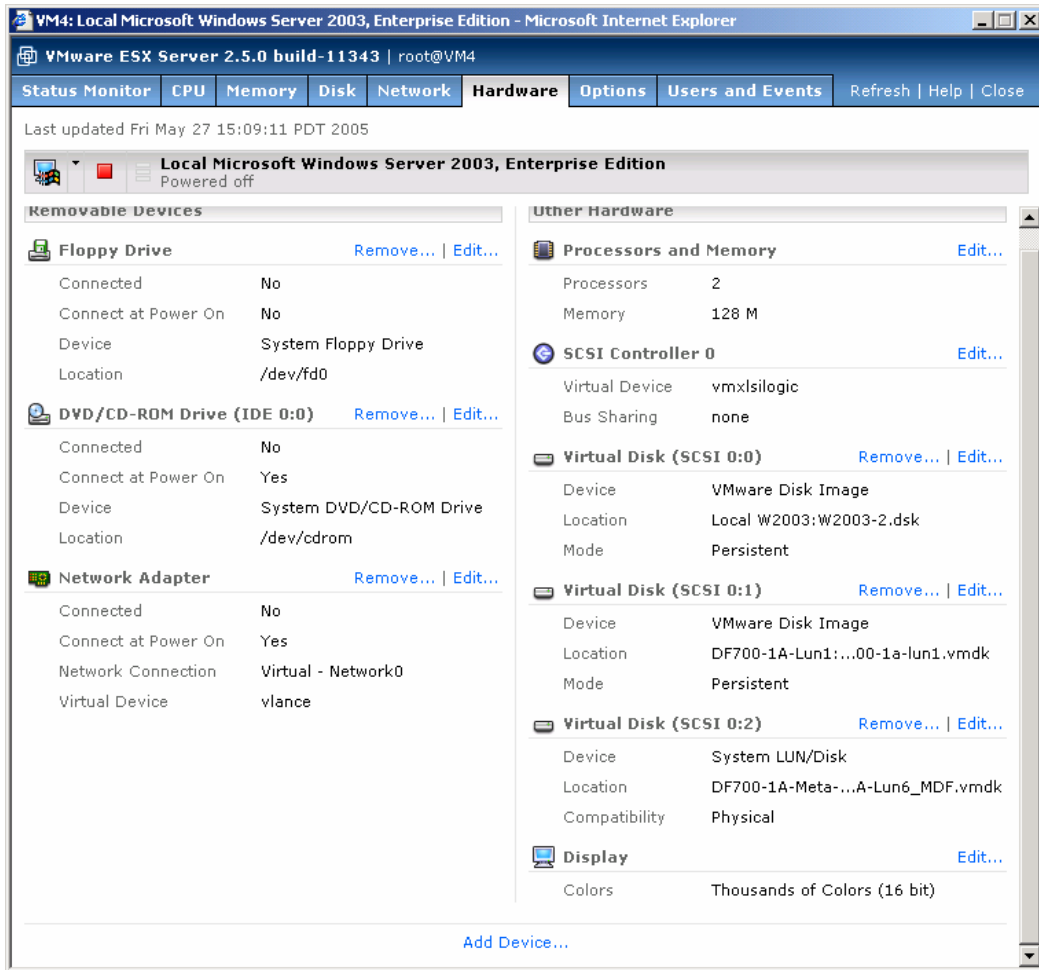 VM4: Local Microsoft Windows Server 2003, Enterprise Edition - Microsoft Internet Explorer
VMware ESX Server 2.5.0 build-11343 | root@VM4
Status Monitor CPU Memory Disk Network Hardware Options Users and Events Refresh | Help | Close
Last updated Fri May 27 15:09:11 PDT 2005
Local Microsoft Windows Server 2003, Enterprise Edition
Powered off
Removable Devices
Floppy Drive Remove... | Edit...
Connected No
Connect at Power On No
Device System Floppy Drive
Location /dev/fd0
DVD/CD-ROM Drive (IDE 0:0) Remove... | Edit...
Connected No
Connect at Power On Yes
Device System DVD/CD-ROM Drive
Location /dev/cdrom
Network Adapter Remove... | Edit...
Connected No
Connect at Power On Yes
Network Connection Virtual - Network0
Virtual Device vlance
Other Hardware
Processors and Memory Edit...
Processors 2
Memory 128 M
SCSI Controller 0 Edit...
Virtual Device vmxlsilogic
Bus Sharing none
Virtual Disk (SCSI 0:0) Remove... | Edit...
Device VMware Disk Image
Location Local W2003:W2003-2.dsk
Mode Persistent
Virtual Disk (SCSI 0:1) Remove... | Edit...
Device VMware Disk Image
Location DF700-1A-Lun1:...00-1a-lun1.vmdk
Mode Persistent
Virtual Disk (SCSI 0:2) Remove... | Edit...
Device System LUN/Disk
Location DF700-1A-Meta-...A-Lun6_MDF.vmdk
Compatibility Physical
Display Edit...
Colors Thousands of Colors (16 bit)
Add Device...